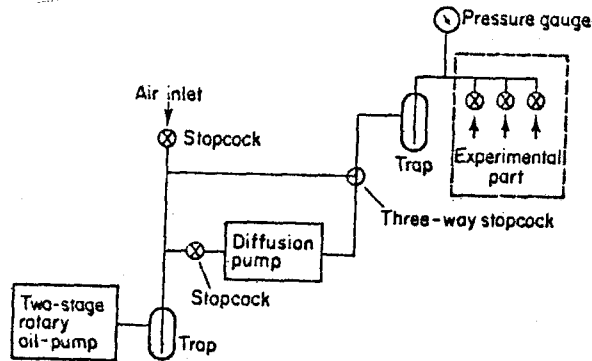 Pressure gauge
Air inlet
Stopcock
Trap
Experimental
part
Three-way stopcock
Diffusion
pump
Stopcock
Two-stage
rotary
oil-pump
Trap